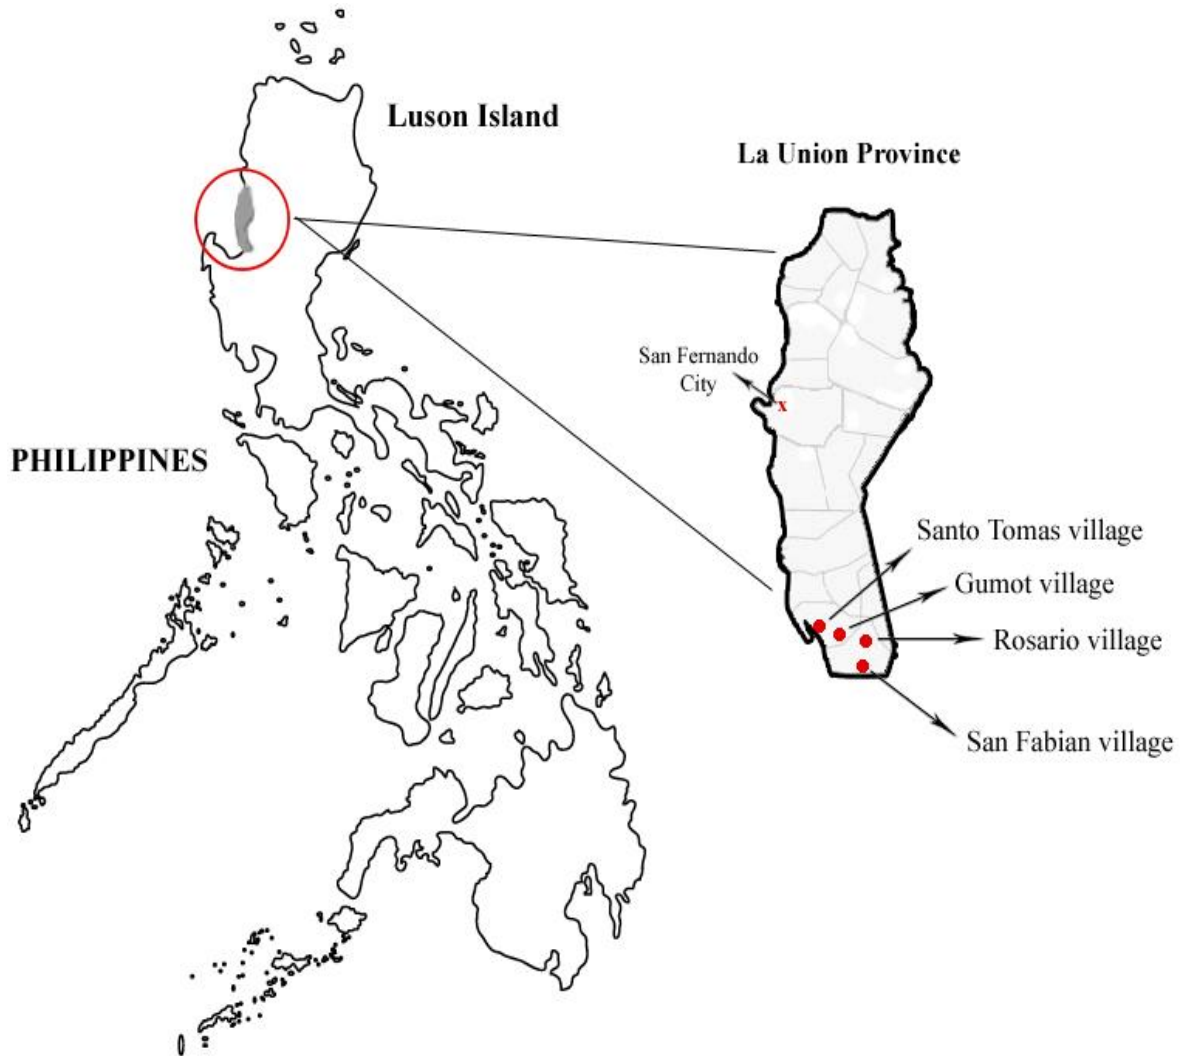 Luson Island
La Union Province
San Fernando
City
x
PHILIPPINES
Santo Tomas village
Gumot village
Rosario village
San Fabian village